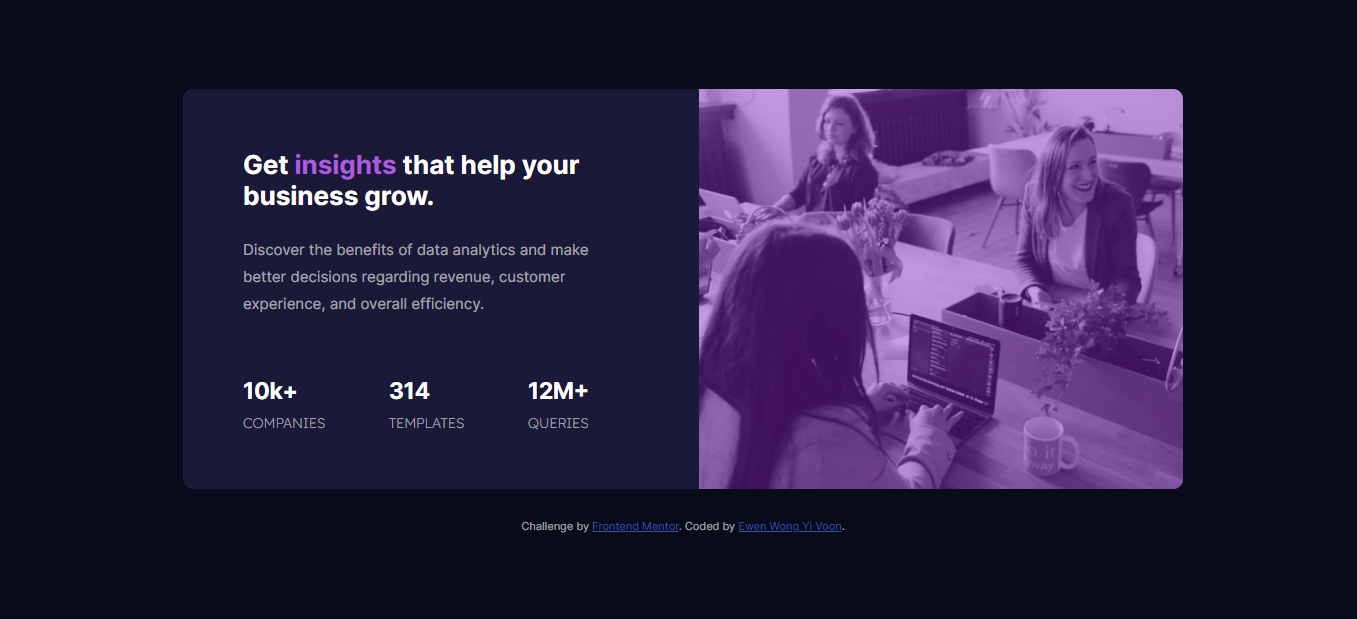 Get insights that help your
business grow.
Discover the benefits of data analytics and make
better decisions regarding revenue, customer
experience, and overall efficiency.
10k+
314
12M+
COMPANIES
TEMPLATES
QUERIES
Challenge by Frontend Mentor. Coded by Ewen Wong Yi Voon.